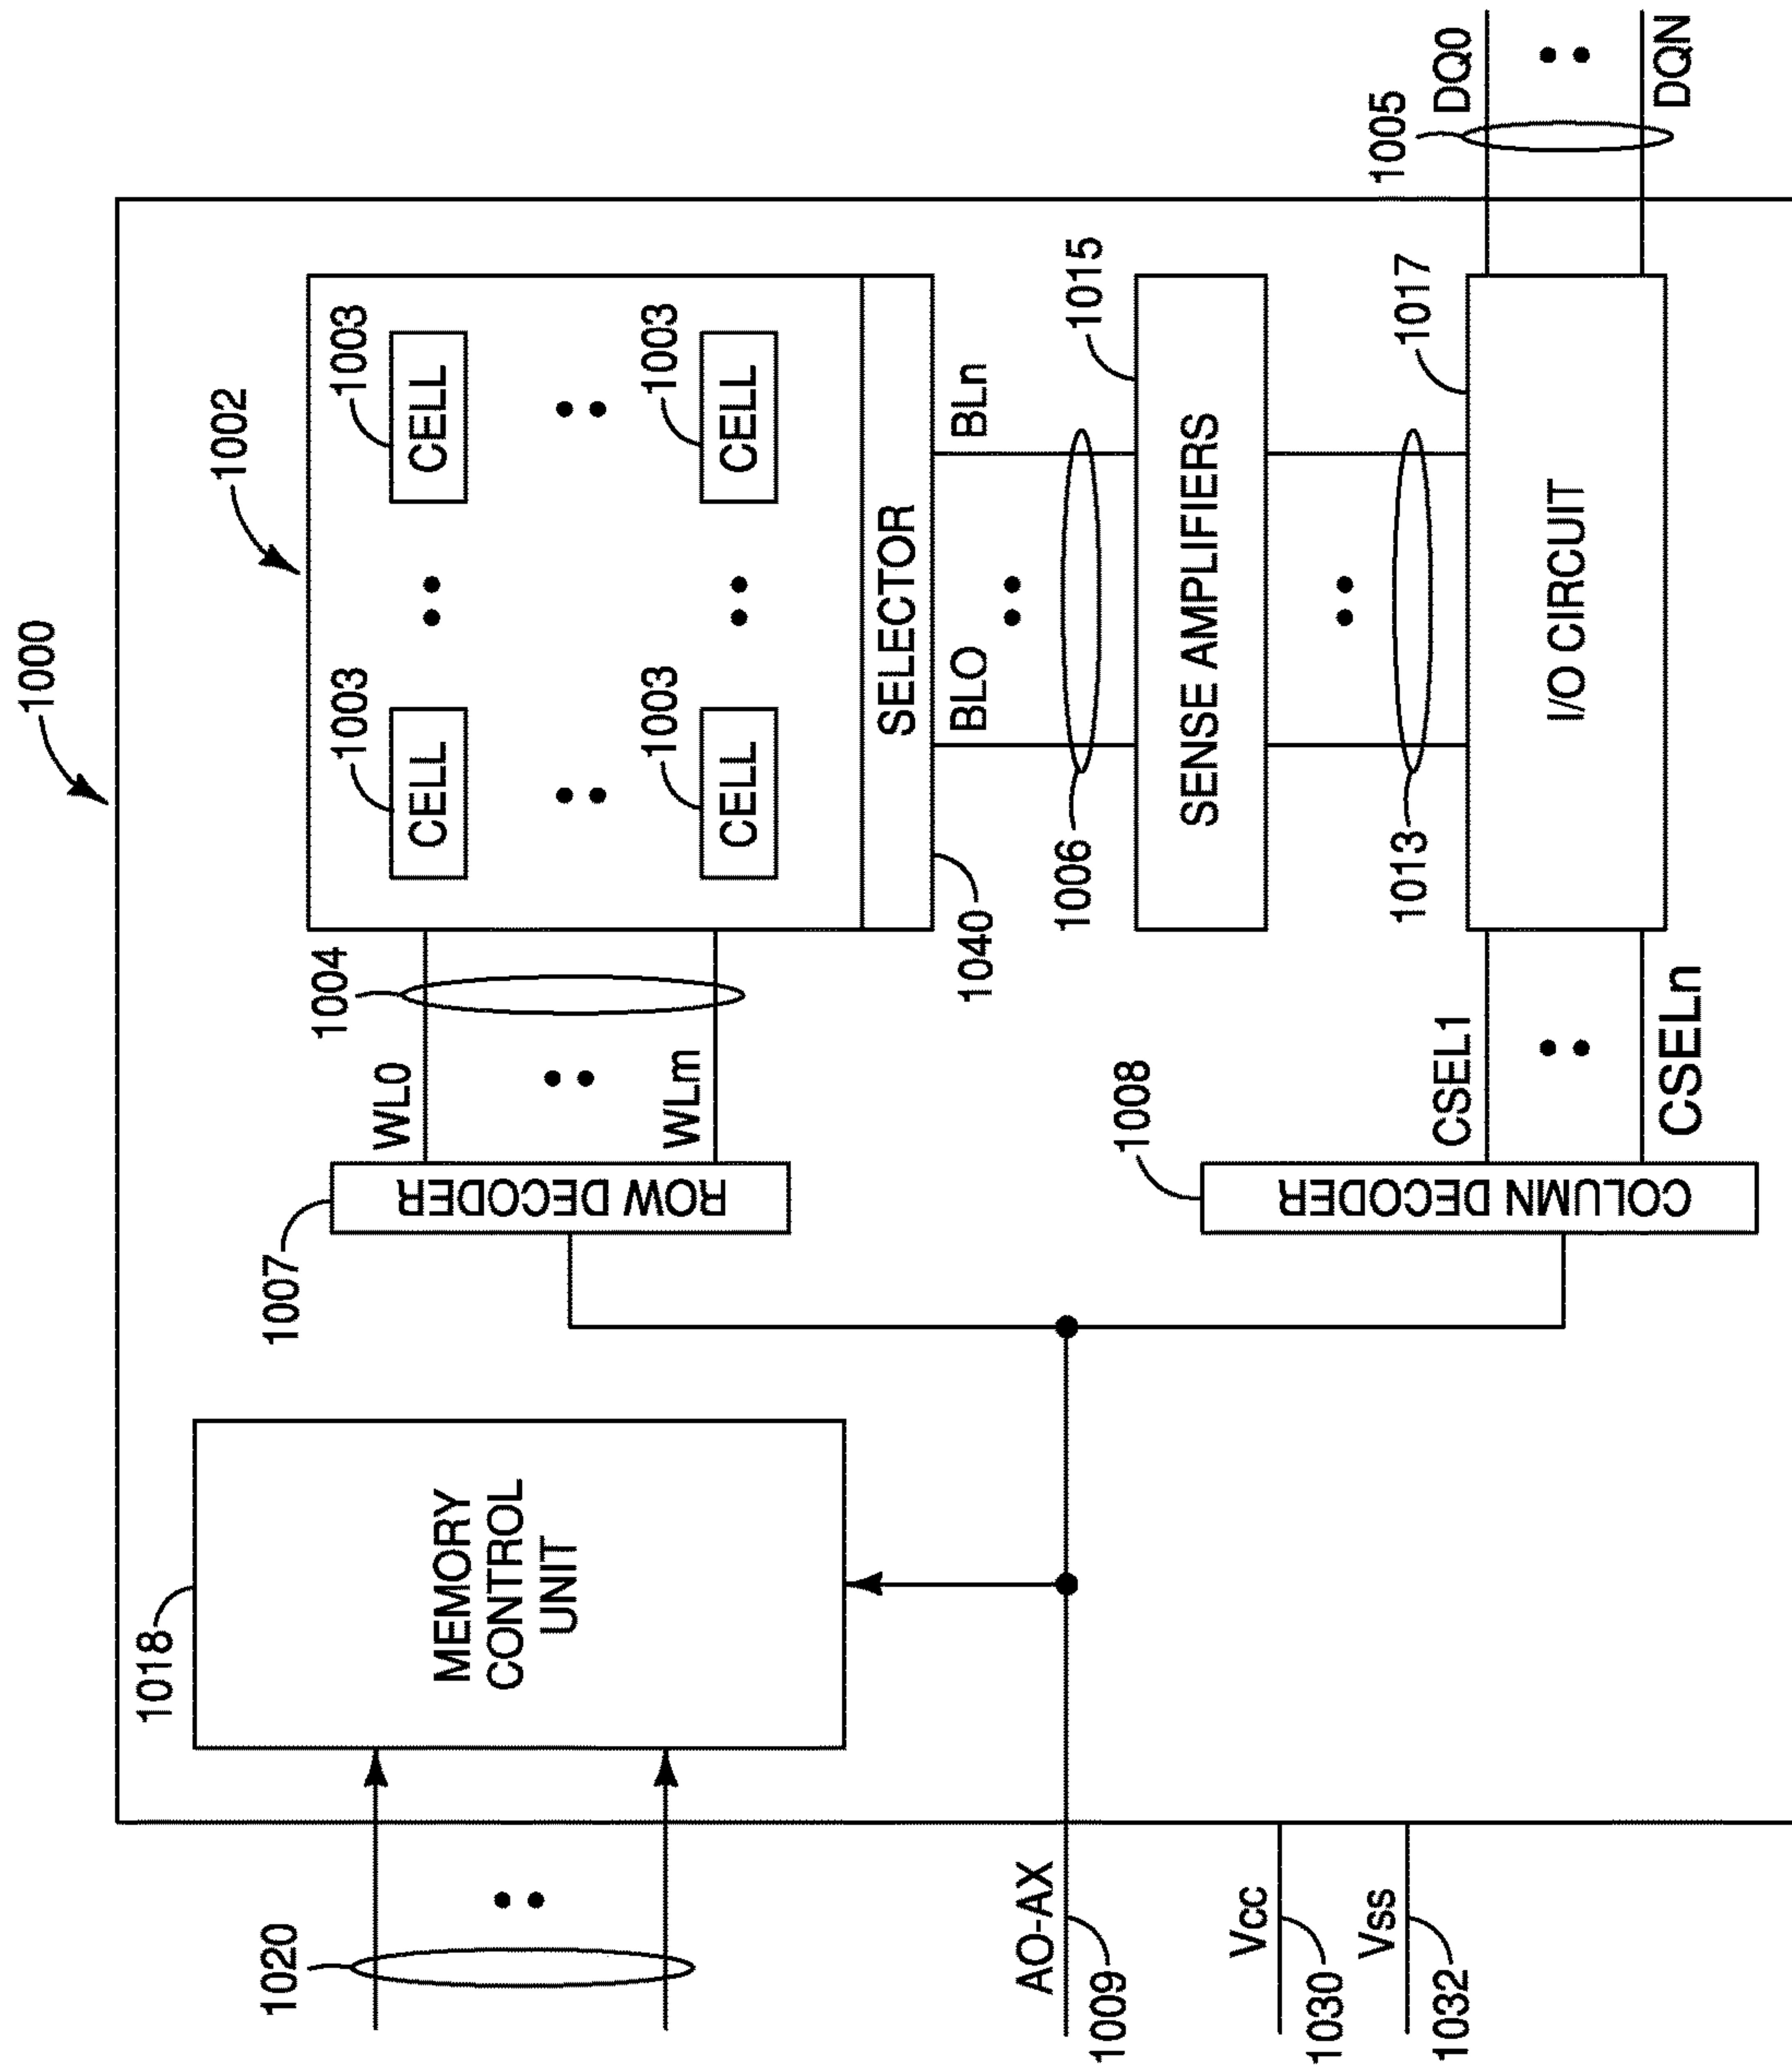 1000
1002
1003
CELL
1003
CELL
1003
CELL
1003
CELL
SELECTOR
1040
1004
WL0
WLm
1007
ROW DECODER
1018
MEMORY
CONTROL
UNIT
1020
BLO
BLn
1006
1015
SENSE AMPLIFIERS
1013
1017
I/O CIRCUIT
1005
DQ0
DQN
1008
COLUMN DECODER
CSEL1
CSELn
AO-AX
1009
Vcc
1030
Vss
1032